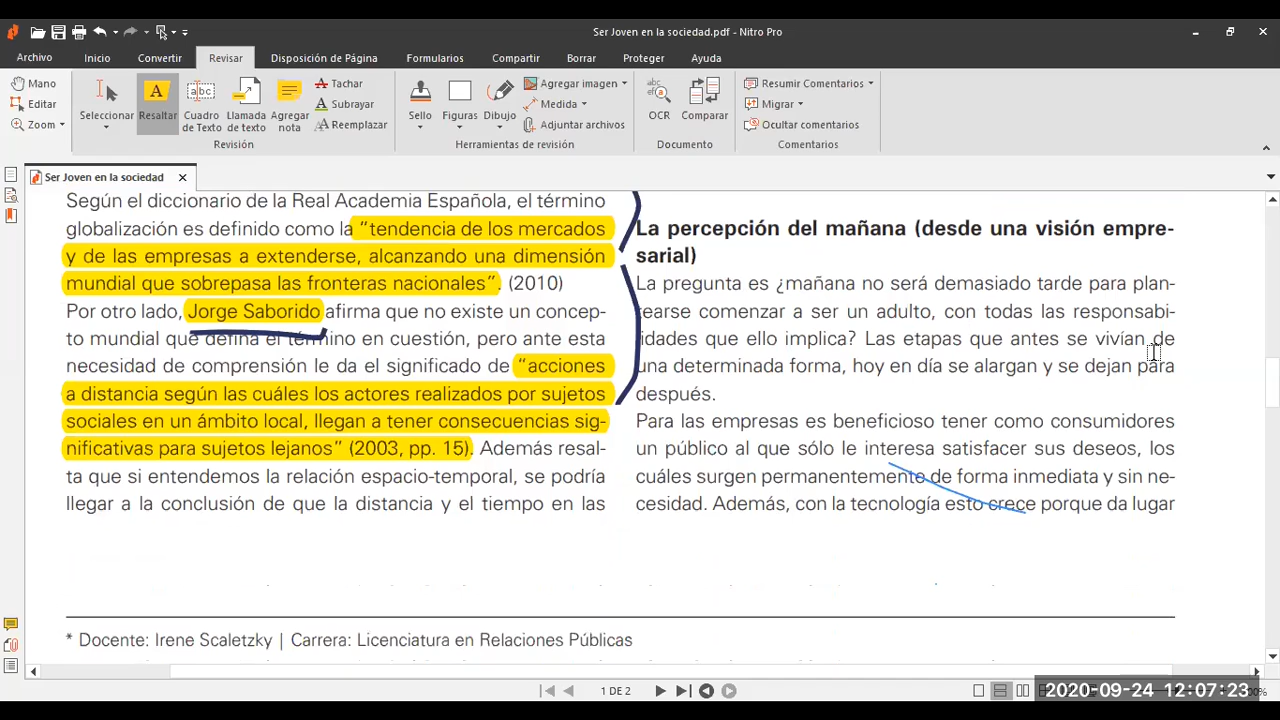 Ser Joven en la sociedad.pdf - Nitro Pro
Archivo Inicio Convertir Revisar Disposición de Página Formularios Compartir Borrar Proteger Ayuda
Mano
Editar
Zoom
Seleccionar
Resaltar
Cuadro de Texto
Llamada de texto
Agregar nota
Tachar
Subrayar
Reemplazar
Revisión
Sello
Figuras
Dibujo
Agregar imagen
Medida
Adjuntar archivos
Herramientas de revisión
OCR
Comparar
Documento
Resumir Comentarios
Migrar
Ocultar comentarios
Comentarios
Ser Joven en la sociedad
Según el diccionario de la Real Academia Española, el término
globalización es definido como la “tendencia de los mercados
y de las empresas a extenderse, alcanzando una dimensión
mundial que sobrepasa las fronteras nacionales”. (2010)
Por otro lado, Jorge Saborido afirma que no existe un concep-
to mundial que defina el término en cuestión, pero ante esta
necesidad de comprensión le da el significado de “acciones
a distancia según las cuáles los actores realizados por sujetos
sociales en un ámbito local, llegan a tener consecuencias sig-
nificativas para sujetos lejanos” (2003, pp. 15). Además resal-
ta que si entendemos la relación espacio-temporal, se podría
llegar a la conclusión de que la distancia y el tiempo en las
La percepción del mañana (desde una visión empre-
sarial)
La pregunta es ¿mañana no será demasiado tarde para plan-
tearse comenzar a ser un adulto, con todas las responsabi-
idades que ello implica? Las etapas que antes se vivían de
una determinada forma, hoy en día se alargan y se dejan para
después.
Para las empresas es beneficioso tener como consumidores
un público al que sólo le interesa satisfacer sus deseos, los
cuáles surgen permanentemente de forma inmediata y sin ne-
cesidad. Además, con la tecnología esto crece porque da lugar
* Docente: Irene Scaletzky | Carrera: Licenciatura en Relaciones Públicas
1 DE 2
2020-09-24 12:07:23